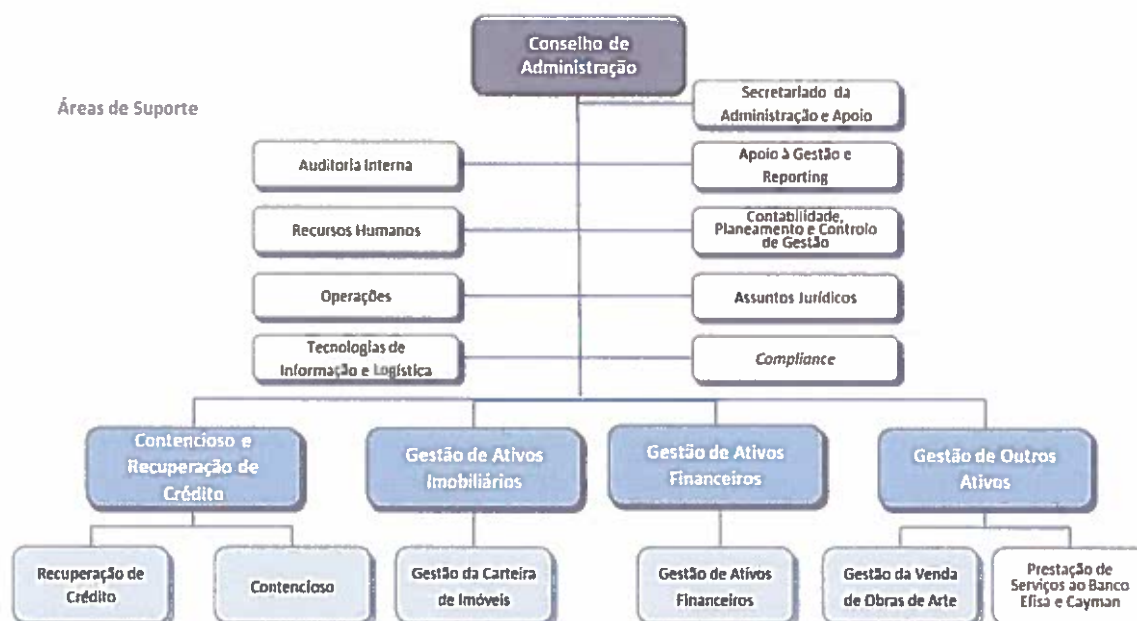 Conselho de
Administração
Áreas de Suporte
Secretariado da
Administração e Apoio
Auditoria Interna
Apoio à Gestão e
Reporting
Recursos Humanos
Contabilidade,
Planeamento e Controlo
de Gestão
Operações
Assuntos Jurídicos
Tecnologias de
Informação e Logística
Compliance
Contencioso e
Recuperação de
Crédito
Gestão de Ativos
Imobiliários
Gestão de Ativos
Financeiros
Gestão de Outros
Ativos
Recuperação de
Crédito
Contencioso
Gestão da Carteira
de Imóveis
Gestão de Ativos
Financeiros
Gestão da Venda
de Obras de Arte
Prestação de
Serviços ao Banco
Efisa e Cayman